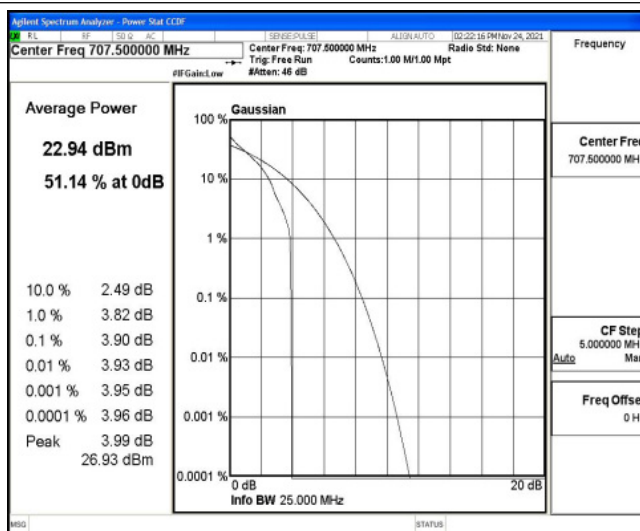 Agilent Spectrum Analyzer - Power Stat CCDF
RL RF 50 Ω AC SENSE:PULSE ALIGN AUTO 02:22:16 PM Nov 24, 2021
Center Freq 707.500000 MHz
Center Freq: 707.500000 MHz Radio Std: None
Trig: Free Run Counts:1.00 M/1.00 Mpt
#IFGain:Low #Atten: 46 dB
Frequency
Average Power
22.94 dBm
51.14 % at 0dB
10.0 % 2.49 dB
1.0 % 3.82 dB
0.1 % 3.90 dB
0.01 % 3.93 dB
0.001 % 3.95 dB
0.0001 % 3.96 dB
Peak 3.99 dB
26.93 dBm
Gaussian
100 %
10 %
1 %
0.1 %
0.01 %
0.001 %
0.0001 %
0 dB 20 dB
Info BW 25.000 MHz
Center Fre
707.500000 MH
CF Step
5.000000 MH
Auto Ma
Freq Offse
0 H
MSG STATUS